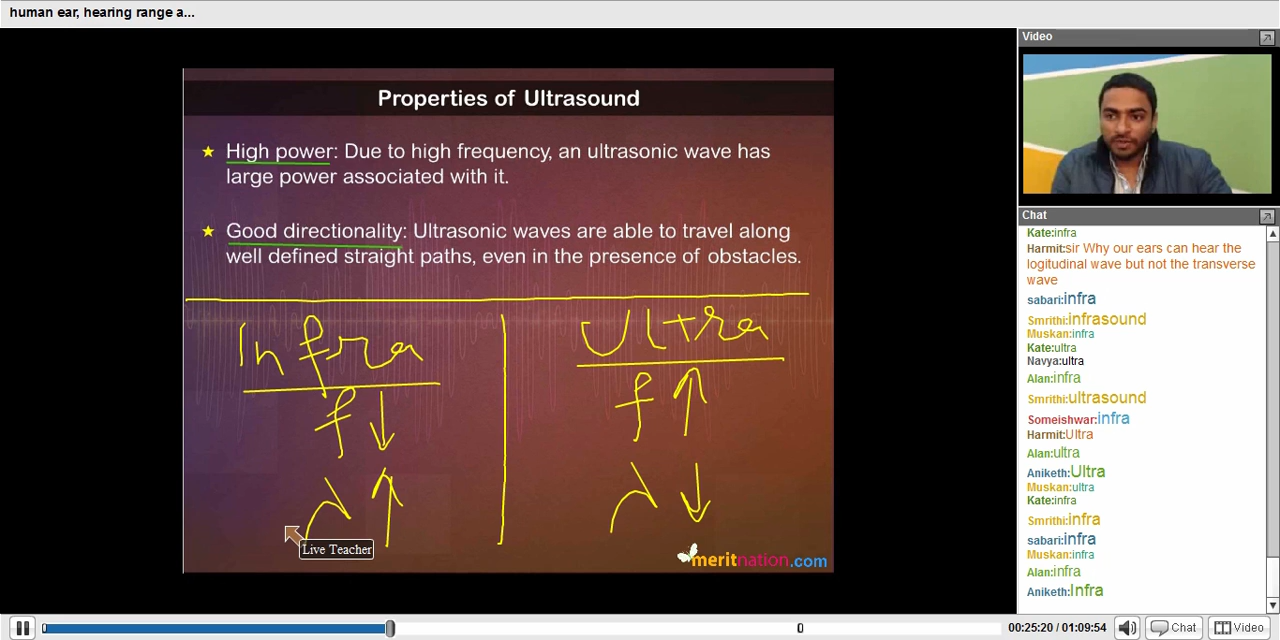 human ear, hearing range a...
Properties of Ultrasound
High power: Due to high frequency, an ultrasonic wave has
large power associated with it.
Good directionality: Ultrasonic waves are able to travel along
well defined straight paths, even in the presence of obstacles.
Infra
f ↓
λ ↑
Ultra
f ↑
λ ↓
Live Teacher
meritnation.com
Video
Chat
Kate:infra
Harmit:sir Why our ears can hear the
logitudinal wave but not the transverse
wave
sabari:infra
Smrithi:infrasound
Muskan:infra
Kate:ultra
Navya:ultra
Alan:infra
Smrithi:ultrasound
Someishwar:infra
Harmit:Ultra
Alan:ultra
Aniketh:Ultra
Muskan:ultra
Kate:infra
Smrithi:infra
sabari:infra
Muskan:infra
Alan:infra
Aniketh:Infra
00:25:20 / 01:09:54
Chat
Video